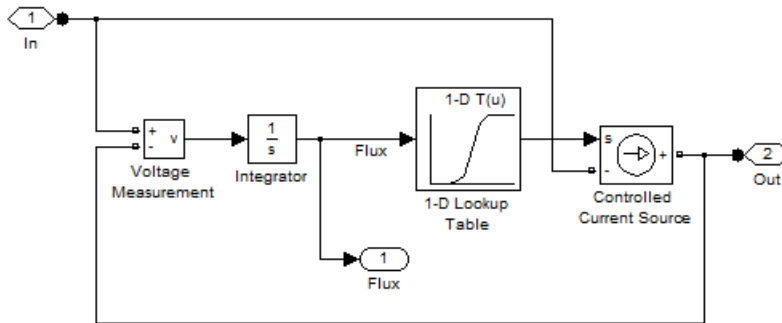 1
In
+
-
v
Voltage
Measurement
1
s
Integrator
Flux
1-D T(u)
1-D Lookup
Table
s
-
+
Controlled
Current Source
2
Out
1
Flux